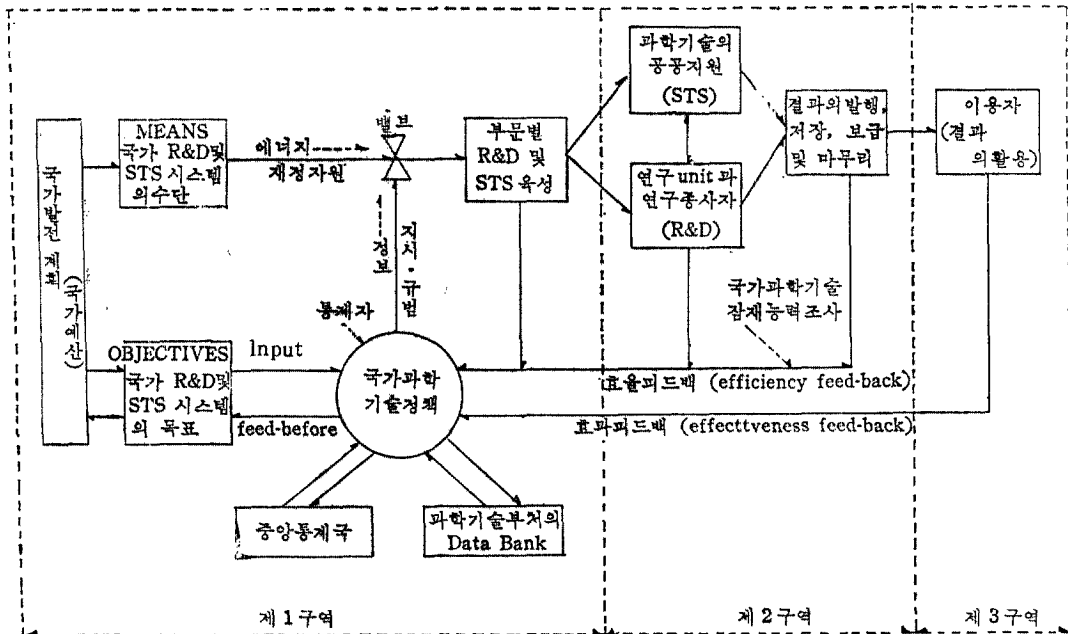 국가발전 계획
(국가예산)
MEANS
국가 R&D및
STS 시스템
의수단
에너지
재정자원
밸브
정보
지시·규범
통제자
OBJECTIVES
국가 R&D및
STS 시스템
의 목표
Input
feed-before
국가과학
기술정책
중앙통계국
과학기술부처의
Data Bank
부문별
R&D 및
STS 육성
과학기술의
공공지원
(STS)
연구 unit과
연구종사자
(R&D)
결과의발행,
저장, 보급
및 마무리
이용자
(결과
의활용)
국가과학기술
잠재능력조사
효율피드백 (efficiency feed-back)
효과피드백 (effecttveness feed-back)
제 1 구역
제 2 구역
제 3 구역